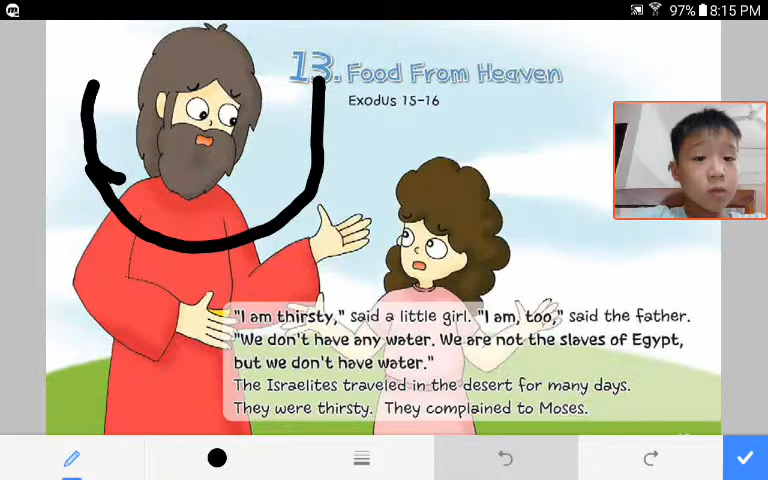 97% 8:15 PM
13. Food From Heaven
Exodus 15-16
"I am thirsty," said a little girl. "I am, too," said the father.
"We don't have any water. We are not the slaves of Egypt,
but we don't have water."
The Israelites traveled in the desert for many days.
They were thirsty. They complained to Moses.